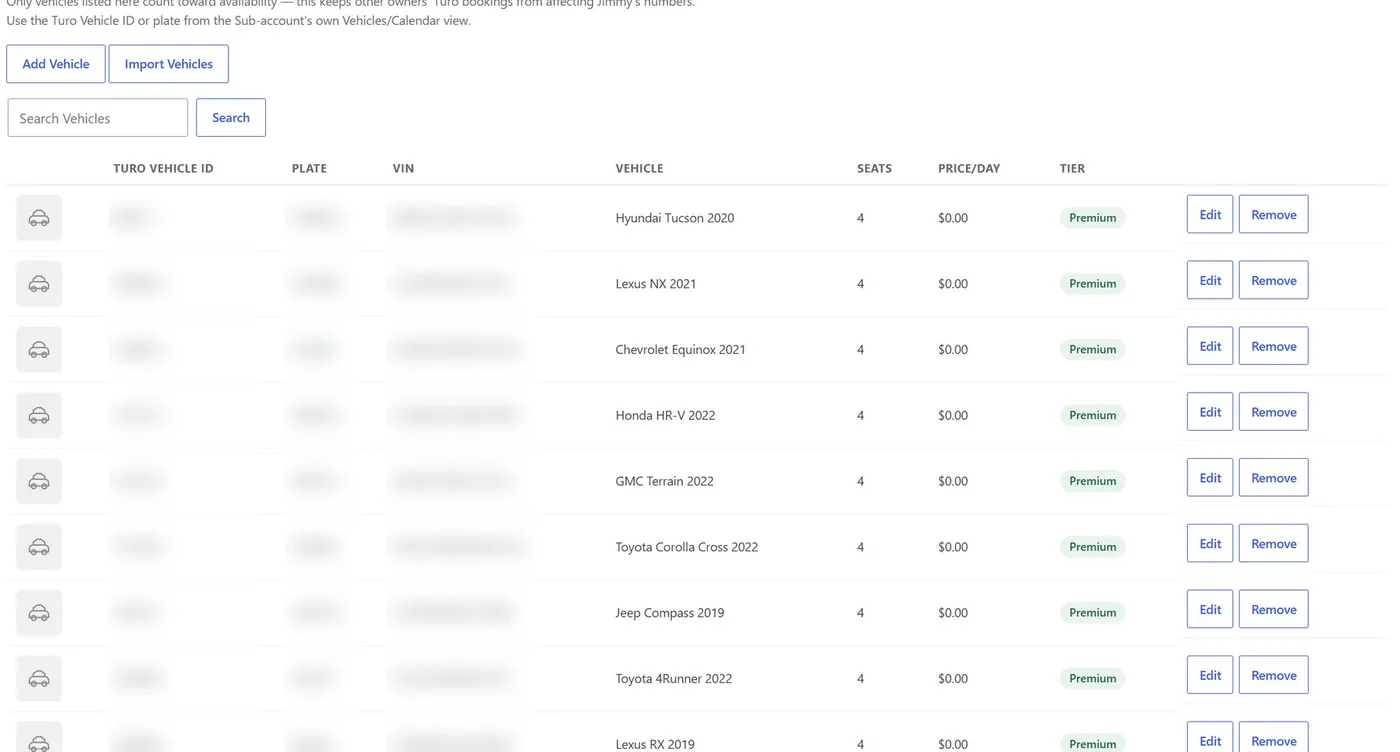 Only vehicles listed here count toward availability — this keeps other owners' Turo bookings from affecting Jimmy's numbers.
Use the Turo Vehicle ID or plate from the Sub-account's own Vehicles/Calendar view.
Add Vehicle Import Vehicles
Search Vehicles Search
TURO VEHICLE ID PLATE VIN VEHICLE SEATS PRICE/DAY TIER
Hyundai Tucson 2020 4 $0.00 Premium Edit Remove
Lexus NX 2021 4 $0.00 Premium Edit Remove
Chevrolet Equinox 2021 4 $0.00 Premium Edit Remove
Honda HR-V 2022 4 $0.00 Premium Edit Remove
GMC Terrain 2022 4 $0.00 Premium Edit Remove
Toyota Corolla Cross 2022 4 $0.00 Premium Edit Remove
Jeep Compass 2019 4 $0.00 Premium Edit Remove
Toyota 4Runner 2022 4 $0.00 Premium Edit Remove
Lexus RX 2019 4 $0.00 Premium Edit Remove